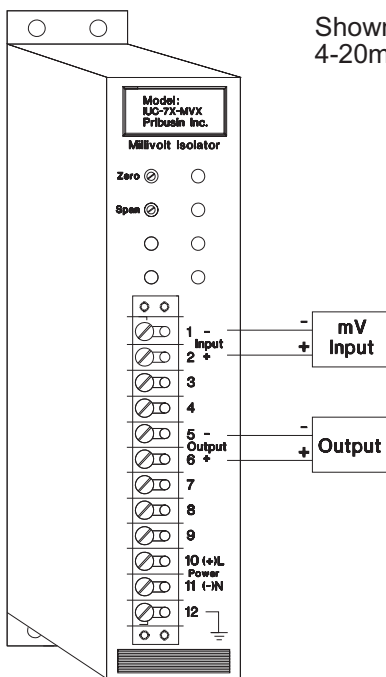 Shown
4-20m
Model:
IUC-7X-MVX
Pribusin Inc.
Millivolt Isolator
Zero
Span
1 -
Input
2 +
3
4
5 -
Output
6 +
7
8
9
10 (+)L
Power
11 (-)N
12
- mV
+ Input
-
+ Output